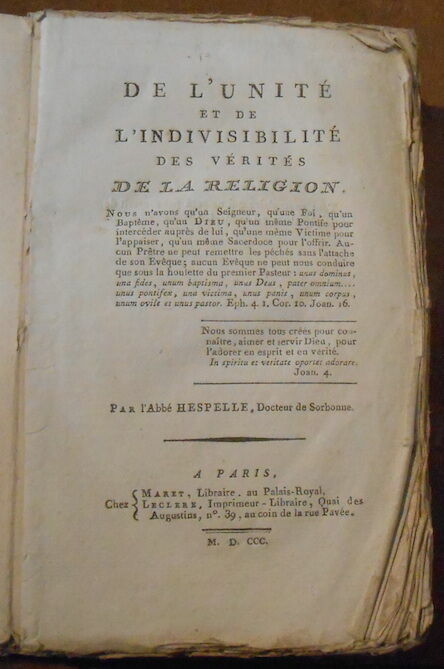 DE L'UNITÉ
ET DE
L'INDIVISIBILITÉ
DES VÉRITÉS
DE LA RELIGION.
Nous n'avons qu'un Seigneur, qu'une Foi, qu'un
Baptême, qu'un DIEU, qu'un même Pontife pour
intercéder auprès de lui, qu'une même Victime pour
l'appaiser, qu'un même Sacerdoce pour l'offrir. Au-
cun Prêtre ne peut remettre les péchés sans l'attache
de son Evêque; aucun Evêque ne peut nous conduire
que sous la houlette du premier Pasteur: unus dominus,
una fides, unum baptisma, unus Deus, pater omnium....
unus pontifex, una victima, unus panis, unum corpus,
unum ovile et unus pastor. Eph. 4. 1. Cor. 10. Joan. 16.
Nous sommes tous créés pour con-
naître, aimer et servir Dieu, pour
l'adorer en esprit et en vérité.
In spiritu et veritate oportet adorare.
Joan. 4.
PAR l'Abbé HESPELLE, Docteur de Sorbonne.
A PARIS,
Chez { MARET, Libraire, au Palais-Royal,
LECLERE, Imprimeur-Libraire, Quai des
Augustins, n°. 39, au coin de la rue Pavée.
M. D. CCC.